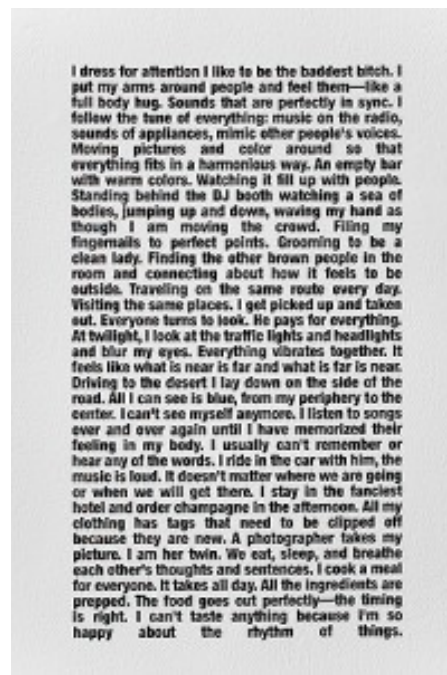 I dress for attention I like to be the baddest bitch. I
put my arms around people and feel them—like a
full body hug. Sounds that are perfectly in sync. I
follow the tune of everything: music on the radio,
sounds of appliances, mimic other people's voices.
Moving pictures and color around so that
everything fits in a harmonious way. An empty bar
with warm colors. Watching it fill up with people.
Standing behind the DJ booth watching a sea of
bodies, jumping up and down, waving my hand as
though I am moving the crowd. Filing my
fingernails to perfect points. Grooming to be a
clean lady. Finding the other brown people in the
room and connecting about how it feels to be
outside. Traveling on the same route every day.
Visiting the same places. I get picked up and taken
out. Everyone turns to look. He pays for everything.
At twilight, I look at the traffic lights and headlights
and blur my eyes. Everything vibrates together. It
feels like what is near is far and what is far is near.
Driving to the desert I lay down on the side of the
road. All I can see is blue, from my periphery to the
center. I can't see myself anymore. I listen to songs
over and over again until I have memorized their
feeling in my body. I usually can't remember or
hear any of the words. I ride in the car with him, the
music is loud. It doesn't matter where we are going
or when we will get there. I stay in the fanciest
hotel and order champagne in the afternoon. All my
clothing has tags that need to be clipped off
because they are new. A photographer takes my
picture. I am her twin. We eat, sleep, and breathe
each other's thoughts and sentences. I cook a meal
for everyone. It takes all day. All the ingredients are
prepped. The food goes out perfectly—the timing
is right. I can't taste anything because I'm so
happy about the rhythm of things.